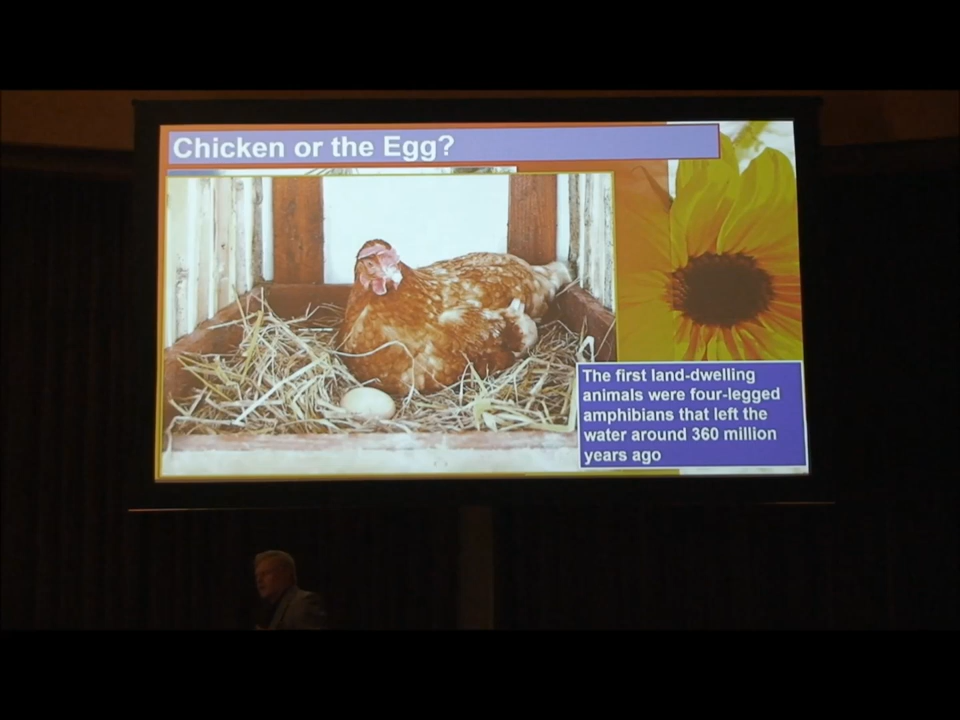 Chicken or the Egg?
The first land-dwelling
animals were four-legged
amphibians that left the
water around 360 million
years ago